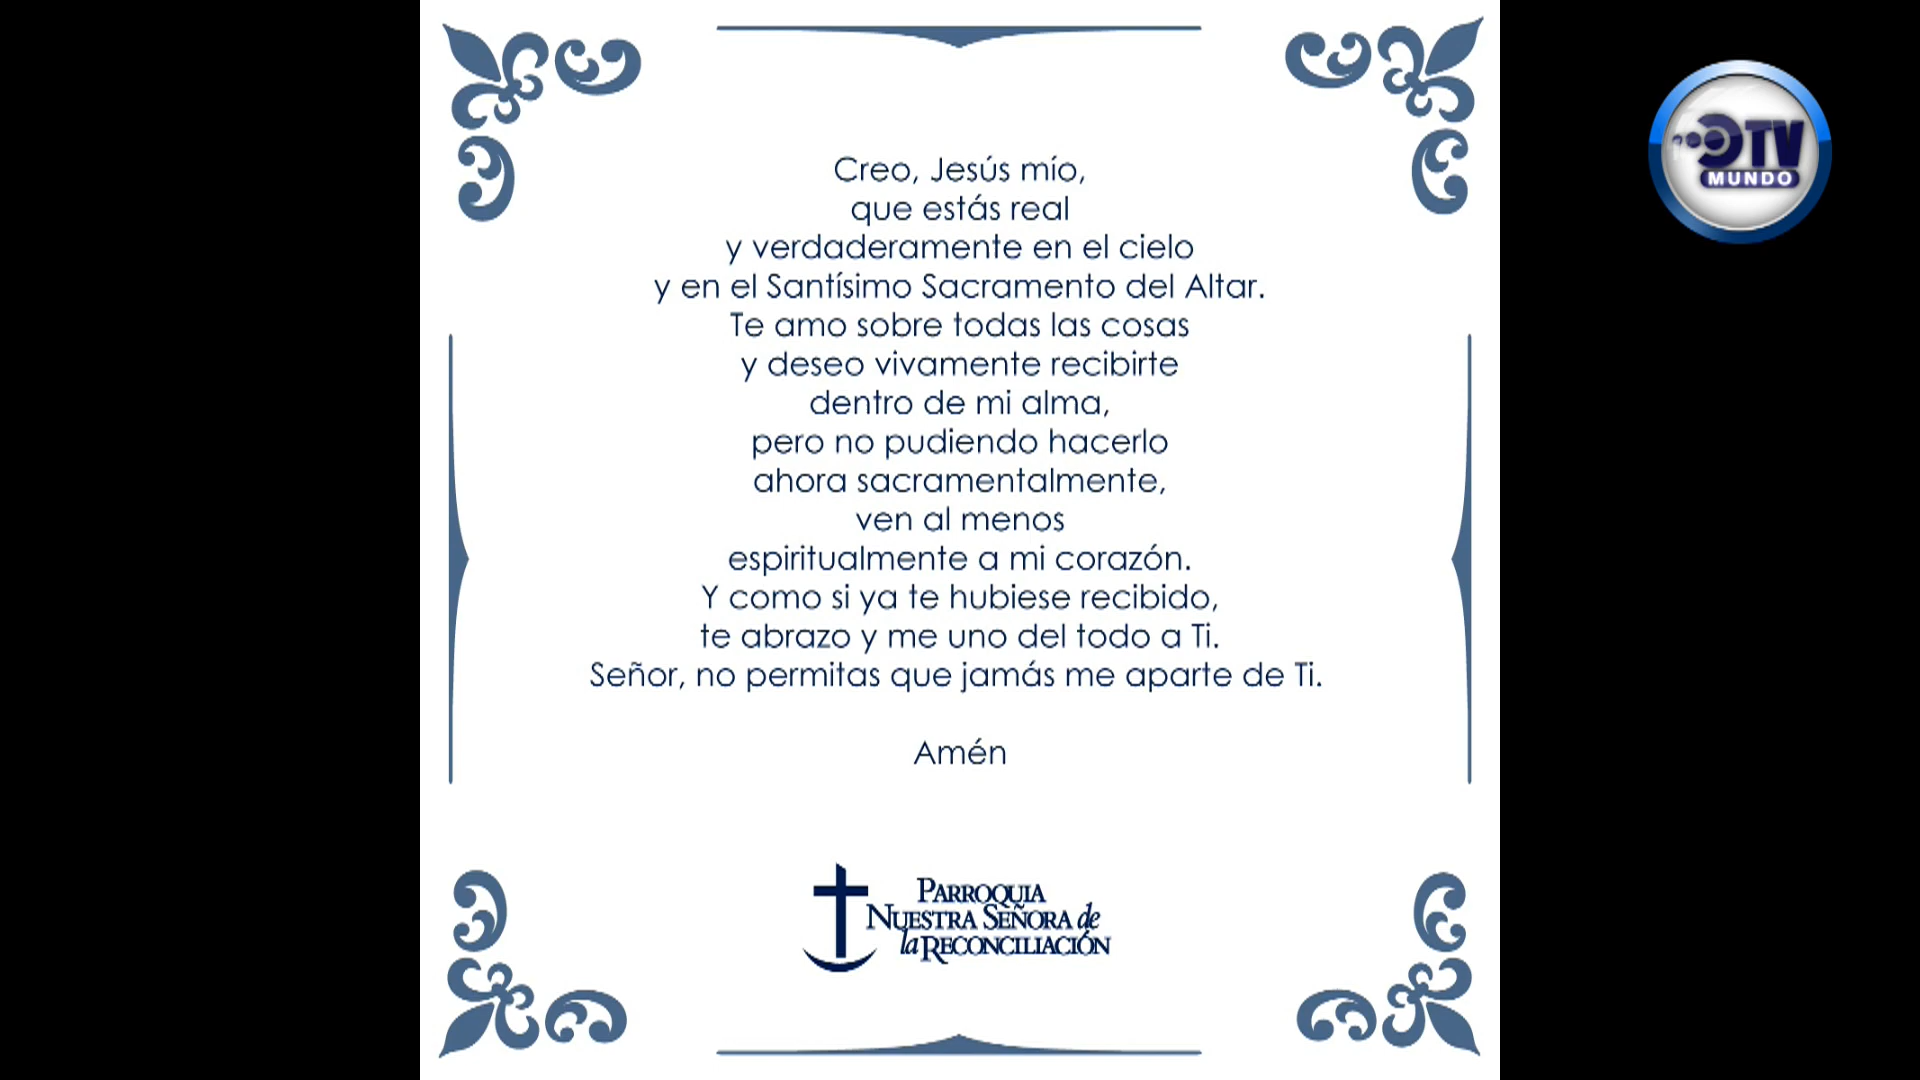 Creo, Jesús mío,
que estás real
y verdaderamente en el cielo
y en el Santísimo Sacramento del Altar.
Te amo sobre todas las cosas
y deseo vivamente recibirte
dentro de mi alma,
pero no pudiendo hacerlo
ahora sacramentalmente,
ven al menos
espiritualmente a mi corazón.
Y como si ya te hubiese recibido,
te abrazo y me uno del todo a Ti.
Señor, no permitas que jamás me aparte de Ti.
Amén
PARROQUIA
NUESTRA SEÑORA de
la RECONCILIACIÓN
TV
MUNDO